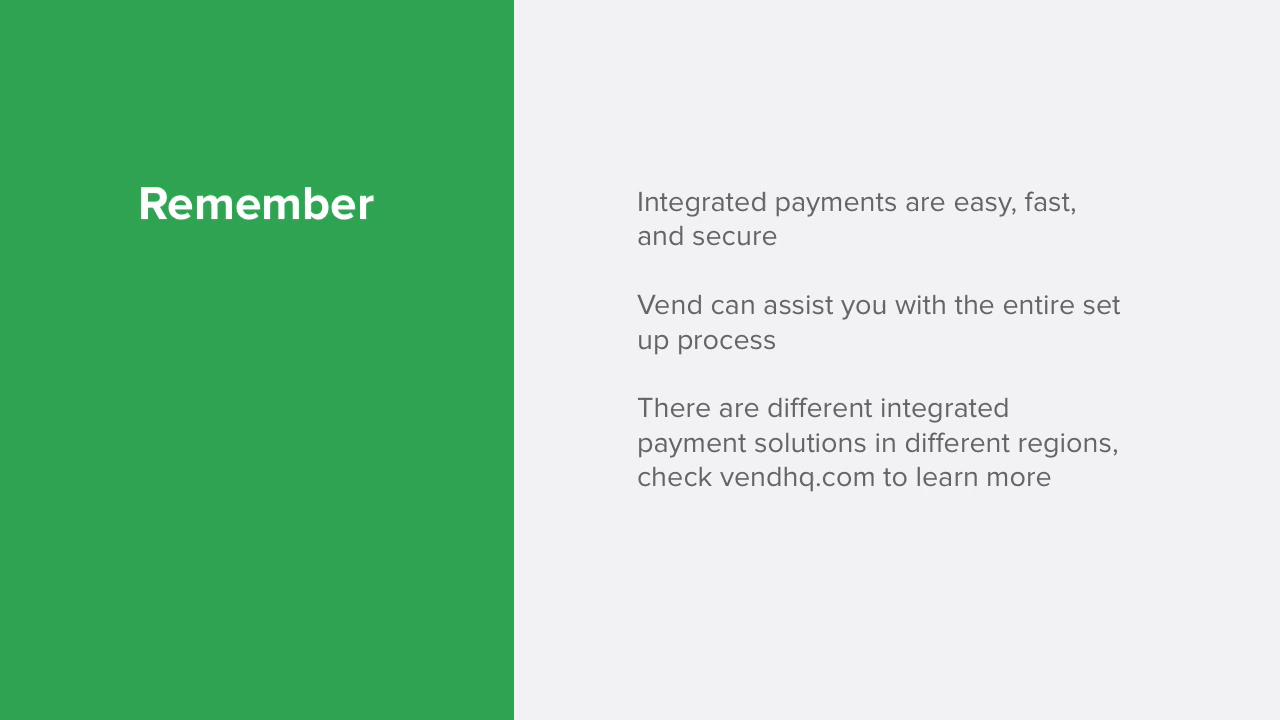 Remember
Integrated payments are easy, fast,
and secure
Vend can assist you with the entire set
up process
There are different integrated
payment solutions in different regions,
check vendhq.com to learn more